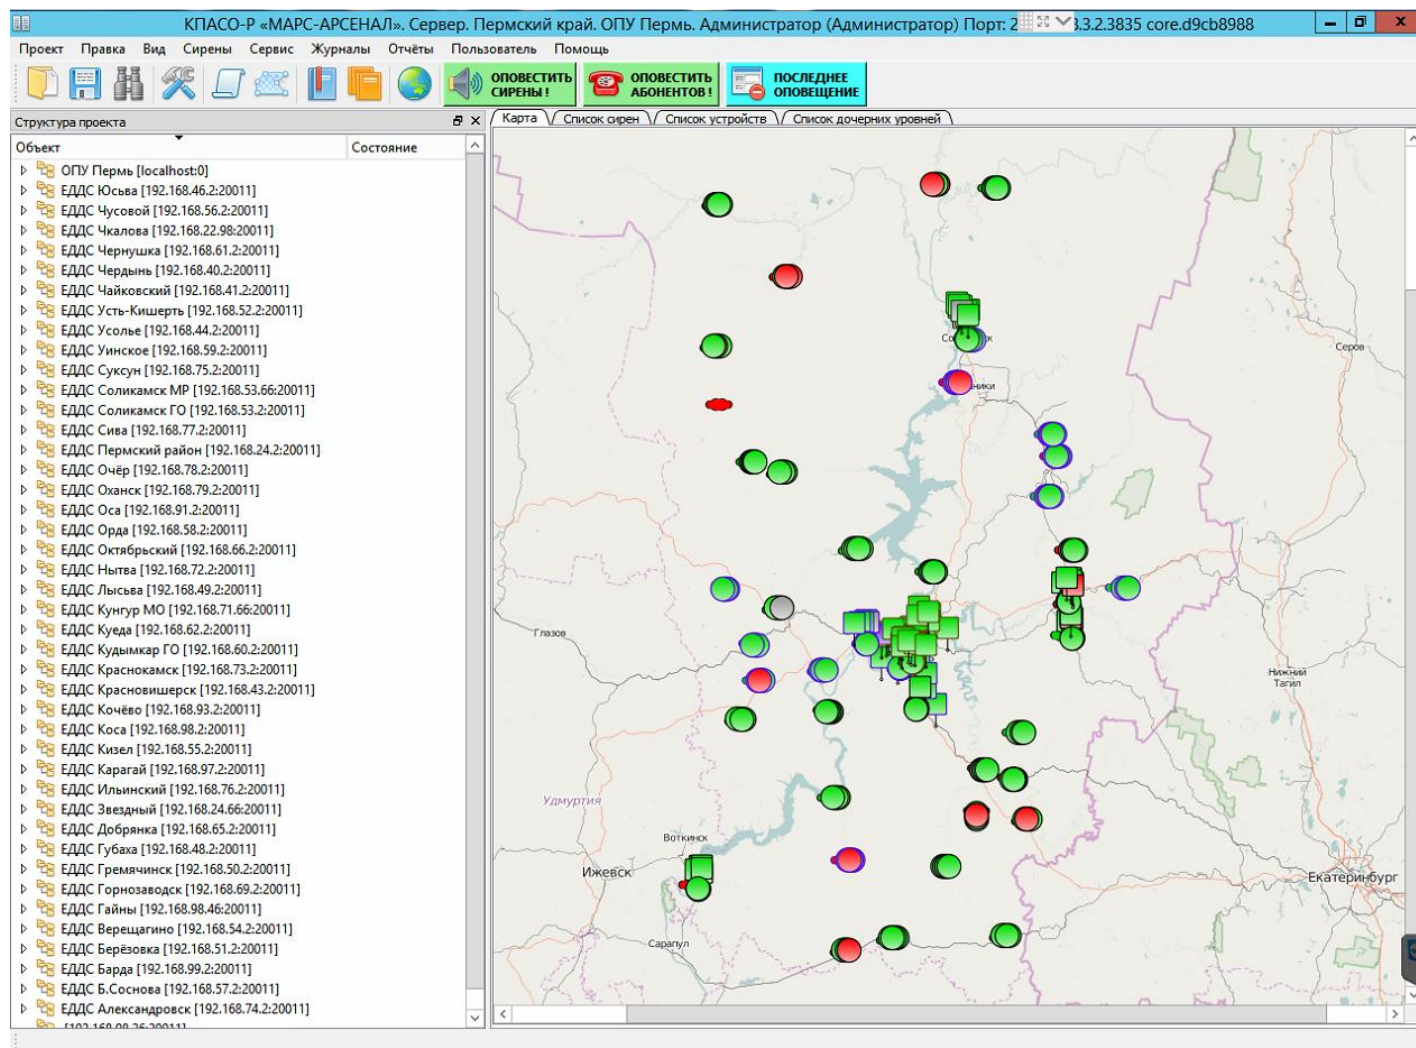 КПАСО-Р «МАРС-АРСЕНАЛ». Сервер. Пермский край. ОПУ Пермь. Администратор (Администратор) Порт: 2 3.3.2.3835 core.d9cb8988
Проект Правка Вид Сирены Сервис Журналы Отчёты Пользователь Помощь
ОПОВЕСТИТЬ СИРЕНЫ !
ОПОВЕСТИТЬ АБОНЕНТОВ !
ПОСЛЕДНЕЕ ОПОВЕЩЕНИЕ
Структура проекта
Карта Список сирен Список устройств Список дочерних уровней
Объект Состояние
ОПУ Пермь [localhost:0]
ЕДДС Юсьва [192.168.46.2:20011]
ЕДДС Чусовой [192.168.56.2:20011]
ЕДДС Чкалова [192.168.22.98:20011]
ЕДДС Чернушка [192.168.61.2:20011]
ЕДДС Чердынь [192.168.40.2:20011]
ЕДДС Чайковский [192.168.41.2:20011]
ЕДДС Усть-Кишерть [192.168.52.2:20011]
ЕДДС Усолье [192.168.44.2:20011]
ЕДДС Уинское [192.168.59.2:20011]
ЕДДС Суксун [192.168.75.2:20011]
ЕДДС Соликамск МР [192.168.53.66:20011]
ЕДДС Соликамск ГО [192.168.53.2:20011]
ЕДДС Сива [192.168.77.2:20011]
ЕДДС Пермский район [192.168.24.2:20011]
ЕДДС Очёр [192.168.78.2:20011]
ЕДДС Оханск [192.168.79.2:20011]
ЕДДС Оса [192.168.91.2:20011]
ЕДДС Орда [192.168.58.2:20011]
ЕДДС Октябрьский [192.168.66.2:20011]
ЕДДС Нытва [192.168.72.2:20011]
ЕДДС Лысьва [192.168.49.2:20011]
ЕДДС Кунгур МО [192.168.71.66:20011]
ЕДДС Куеда [192.168.62.2:20011]
ЕДДС Кудымкар ГО [192.168.60.2:20011]
ЕДДС Краснокамск [192.168.73.2:20011]
ЕДДС Красновишерск [192.168.43.2:20011]
ЕДДС Кочёво [192.168.93.2:20011]
ЕДДС Коса [192.168.98.2:20011]
ЕДДС Кизел [192.168.55.2:20011]
ЕДДС Карагай [192.168.97.2:20011]
ЕДДС Ильинский [192.168.76.2:20011]
ЕДДС Звездный [192.168.24.66:20011]
ЕДДС Добрянка [192.168.65.2:20011]
ЕДДС Губаха [192.168.48.2:20011]
ЕДДС Гремячинск [192.168.50.2:20011]
ЕДДС Горнозаводск [192.168.69.2:20011]
ЕДДС Гайны [192.168.98.46:20011]
ЕДДС Верещагино [192.168.54.2:20011]
ЕДДС Берёзовка [192.168.51.2:20011]
ЕДДС Барда [192.168.99.2:20011]
ЕДДС Б.Соснова [192.168.57.2:20011]
ЕДДС Александровск [192.168.74.2:20011]
Серов
Глазов
Нижний
Тагил
Удмуртия
Воткинск
Ижевск
Екатеринбург
Сарапул